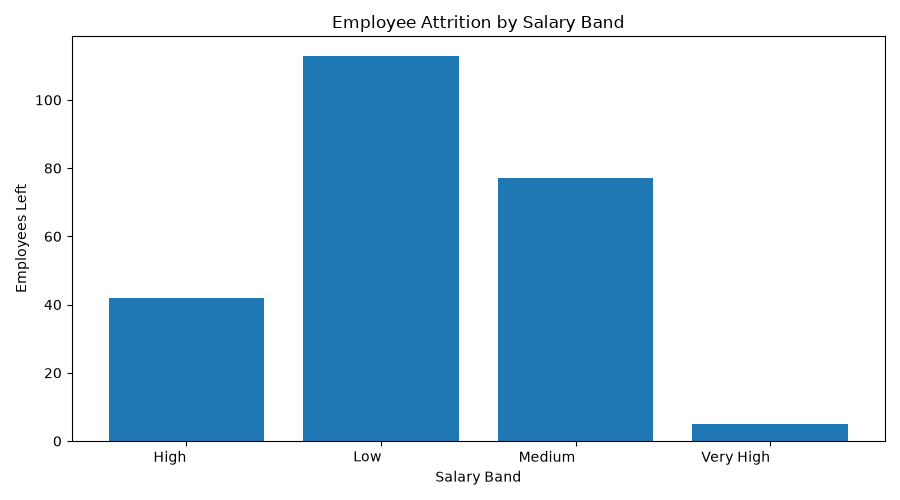 Employee Attrition by Salary Band
Employees Left
100
80
60
40
20
0
High Low Medium Very High
Salary Band